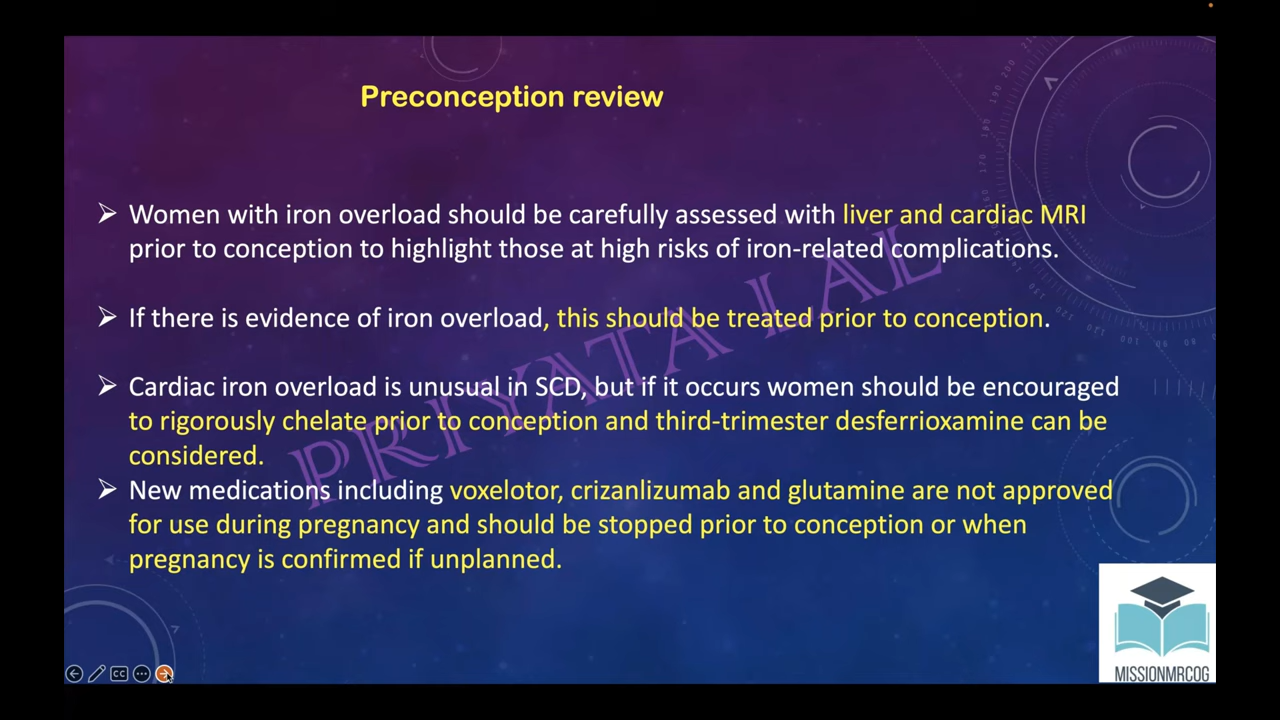 Preconception review
Women with iron overload should be carefully assessed with liver and cardiac MRI
prior to conception to highlight those at high risks of iron-related complications.
If there is evidence of iron overload, this should be treated prior to conception.
Cardiac iron overload is unusual in SCD, but if it occurs women should be encouraged
to rigorously chelate prior to conception and third-trimester desferrioxamine can be
considered.
New medications including voxelotor, crizanlizumab and glutamine are not approved
for use during pregnancy and should be stopped prior to conception or when
pregnancy is confirmed if unplanned.
PRIYATA LAL
MISSIONMRCOG
CC